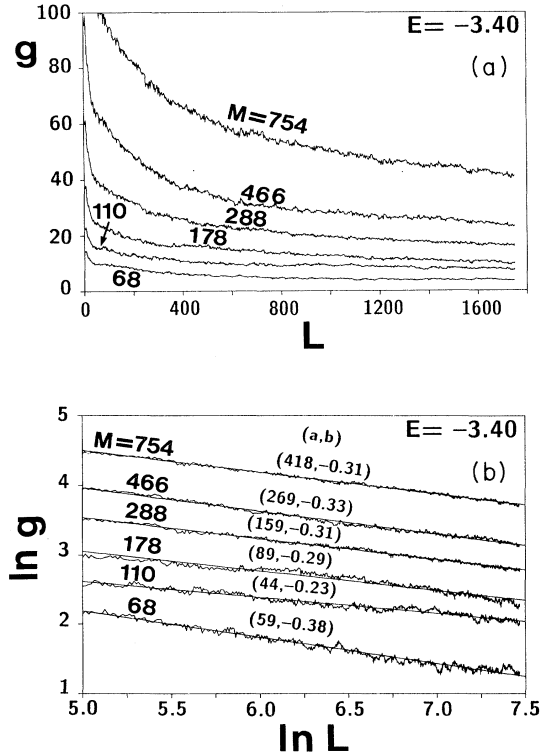 100
E= −3.40
g
(a)
80
M=754
60
40
466
288
110
178
20
68
0
0 400 800 1200 1600
L
5
E= −3.40
(a,b)
M=754
(b)
(418,−0.31)
4
466
(269,−0.33)
288
(159,−0.31)
ln g
3
178
(89,−0.29)
110
(44,−0.23)
2
68
(59,−0.38)
1
5.0 5.5 6.0 6.5 7.0 7.5
ln L